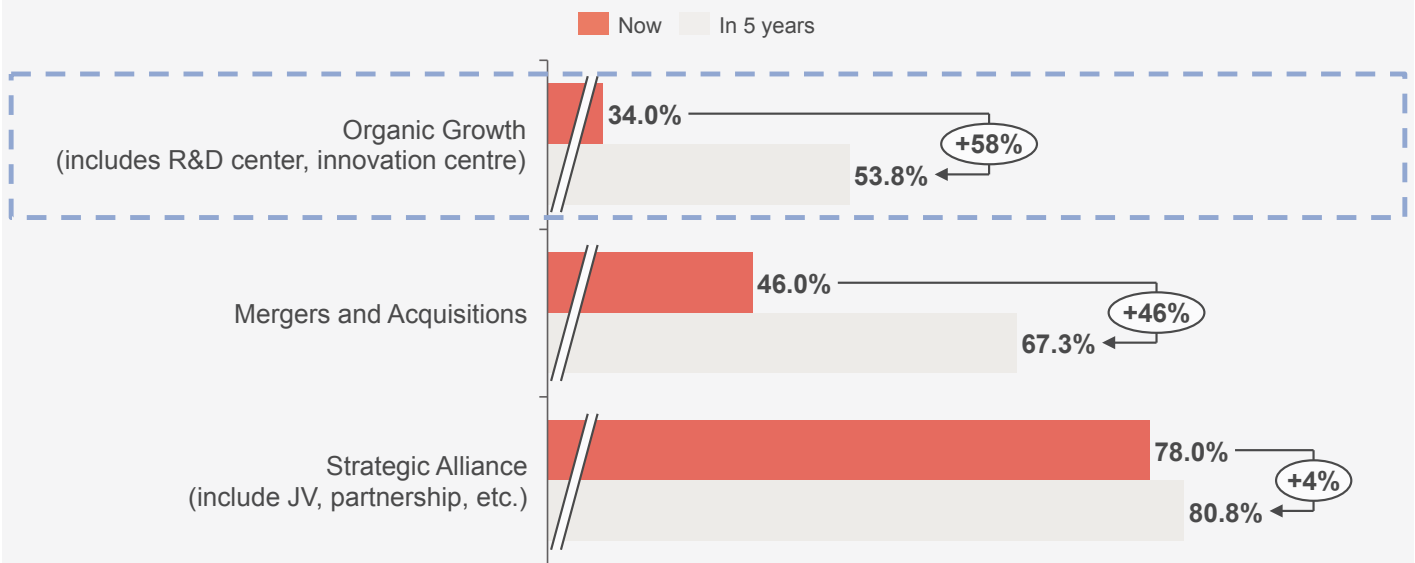 Now In 5 years
Organic Growth
(includes R&D center, innovation centre)
34.0%
+58%
53.8%
Mergers and Acquisitions
46.0%
+46%
67.3%
Strategic Alliance
(include JV, partnership, etc.)
78.0%
+4%
80.8%